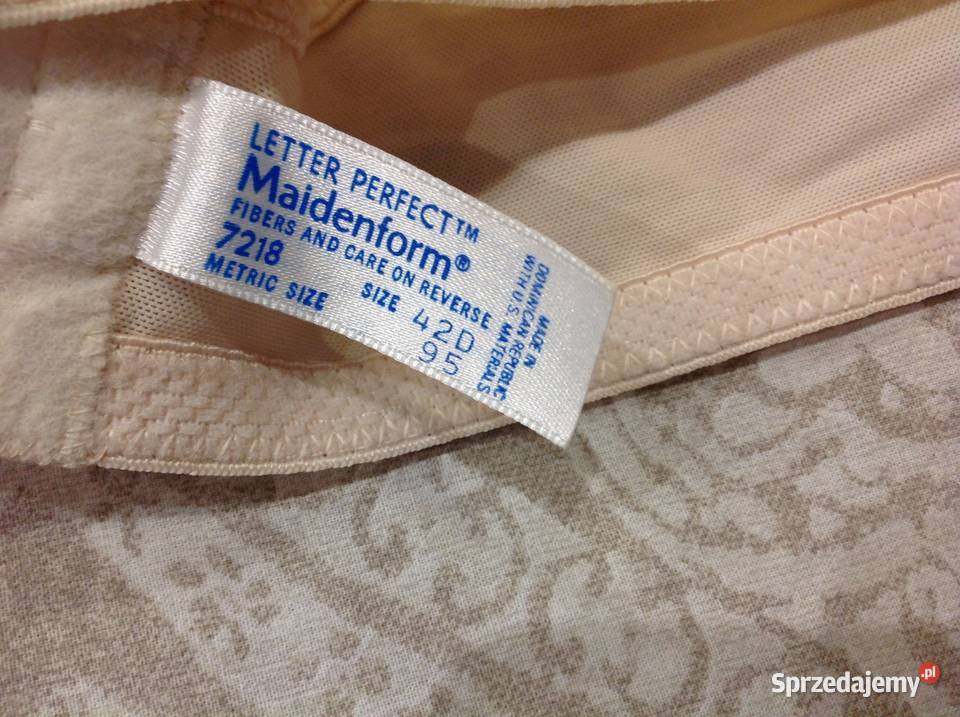 LETTER PERFECT™
Maidenform®
FIBERS AND CARE ON REVERSE
7218 SIZE 42D
METRIC SIZE 95
MADE IN
DOMINICAN REPUBLIC
WITH U.S. MATERIALS
Sprzedajemy.pl